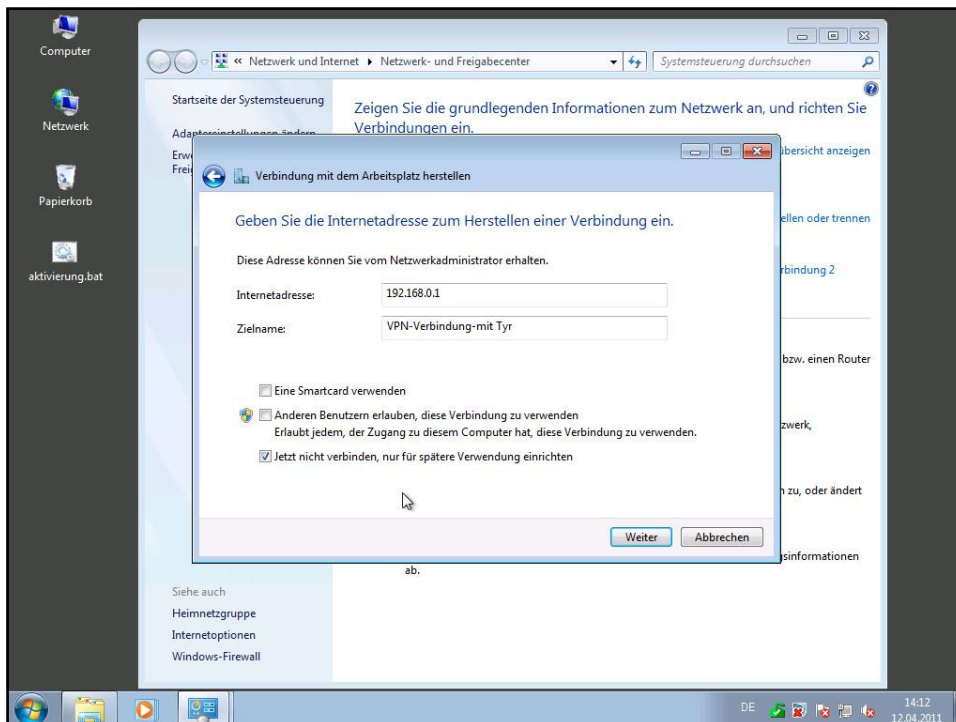 Computer
Netzwerk
Papierkorb
aktivierung.bat
« Netzwerk und Internet Netzwerk- und Freigabecenter
Systemsteuerung durchsuchen
Startseite der Systemsteuerung
Adaptereinstellungen ändern
Zeigen Sie die grundlegenden Informationen zum Netzwerk an, und richten Sie
Verbindungen ein.
Verbindung mit dem Arbeitsplatz herstellen
Geben Sie die Internetadresse zum Herstellen einer Verbindung ein.
Diese Adresse können Sie vom Netzwerkadministrator erhalten.
Internetadresse: 192.168.0.1
Zielname: VPN-Verbindung-mit Tyr
Eine Smartcard verwenden
Anderen Benutzern erlauben, diese Verbindung zu verwenden
Erlaubt jedem, der Zugang zu diesem Computer hat, diese Verbindung zu verwenden.
Jetzt nicht verbinden, nur für spätere Verwendung einrichten
Weiter Abbrechen
anzeigen
oder trennen
2
bzw. einen Router
zu, oder ändert
ab.
Siehe auch
Heimnetzgruppe
Internetoptionen
Windows-Firewall
DE
14:12
12.04.2011